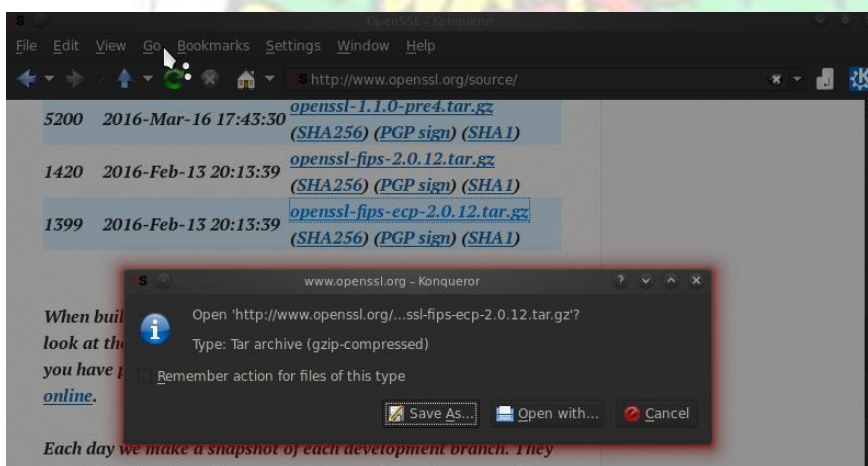 OpenSSL - Konqueror
File Edit View Go Bookmarks Settings Window Help
http://www.openssl.org/source/
5200 2016-Mar-16 17:43:30 openssl-1.1.0-pre4.tar.gz
(SHA256) (PGP sign) (SHA1)
1420 2016-Feb-13 20:13:39 openssl-fips-2.0.12.tar.gz
(SHA256) (PGP sign) (SHA1)
1399 2016-Feb-13 20:13:39 openssl-fips-ecp-2.0.12.tar.gz
(SHA256) (PGP sign) (SHA1)
www.openssl.org - Konqueror
Open 'http://www.openssl.org/...ssl-fips-ecp-2.0.12.tar.gz'?
Type: Tar archive (gzip-compressed)
Remember action for files of this type
Save As... Open with... Cancel
When buil
look at the
you have p
online.
Each day we make a snapshot of each development branch. They